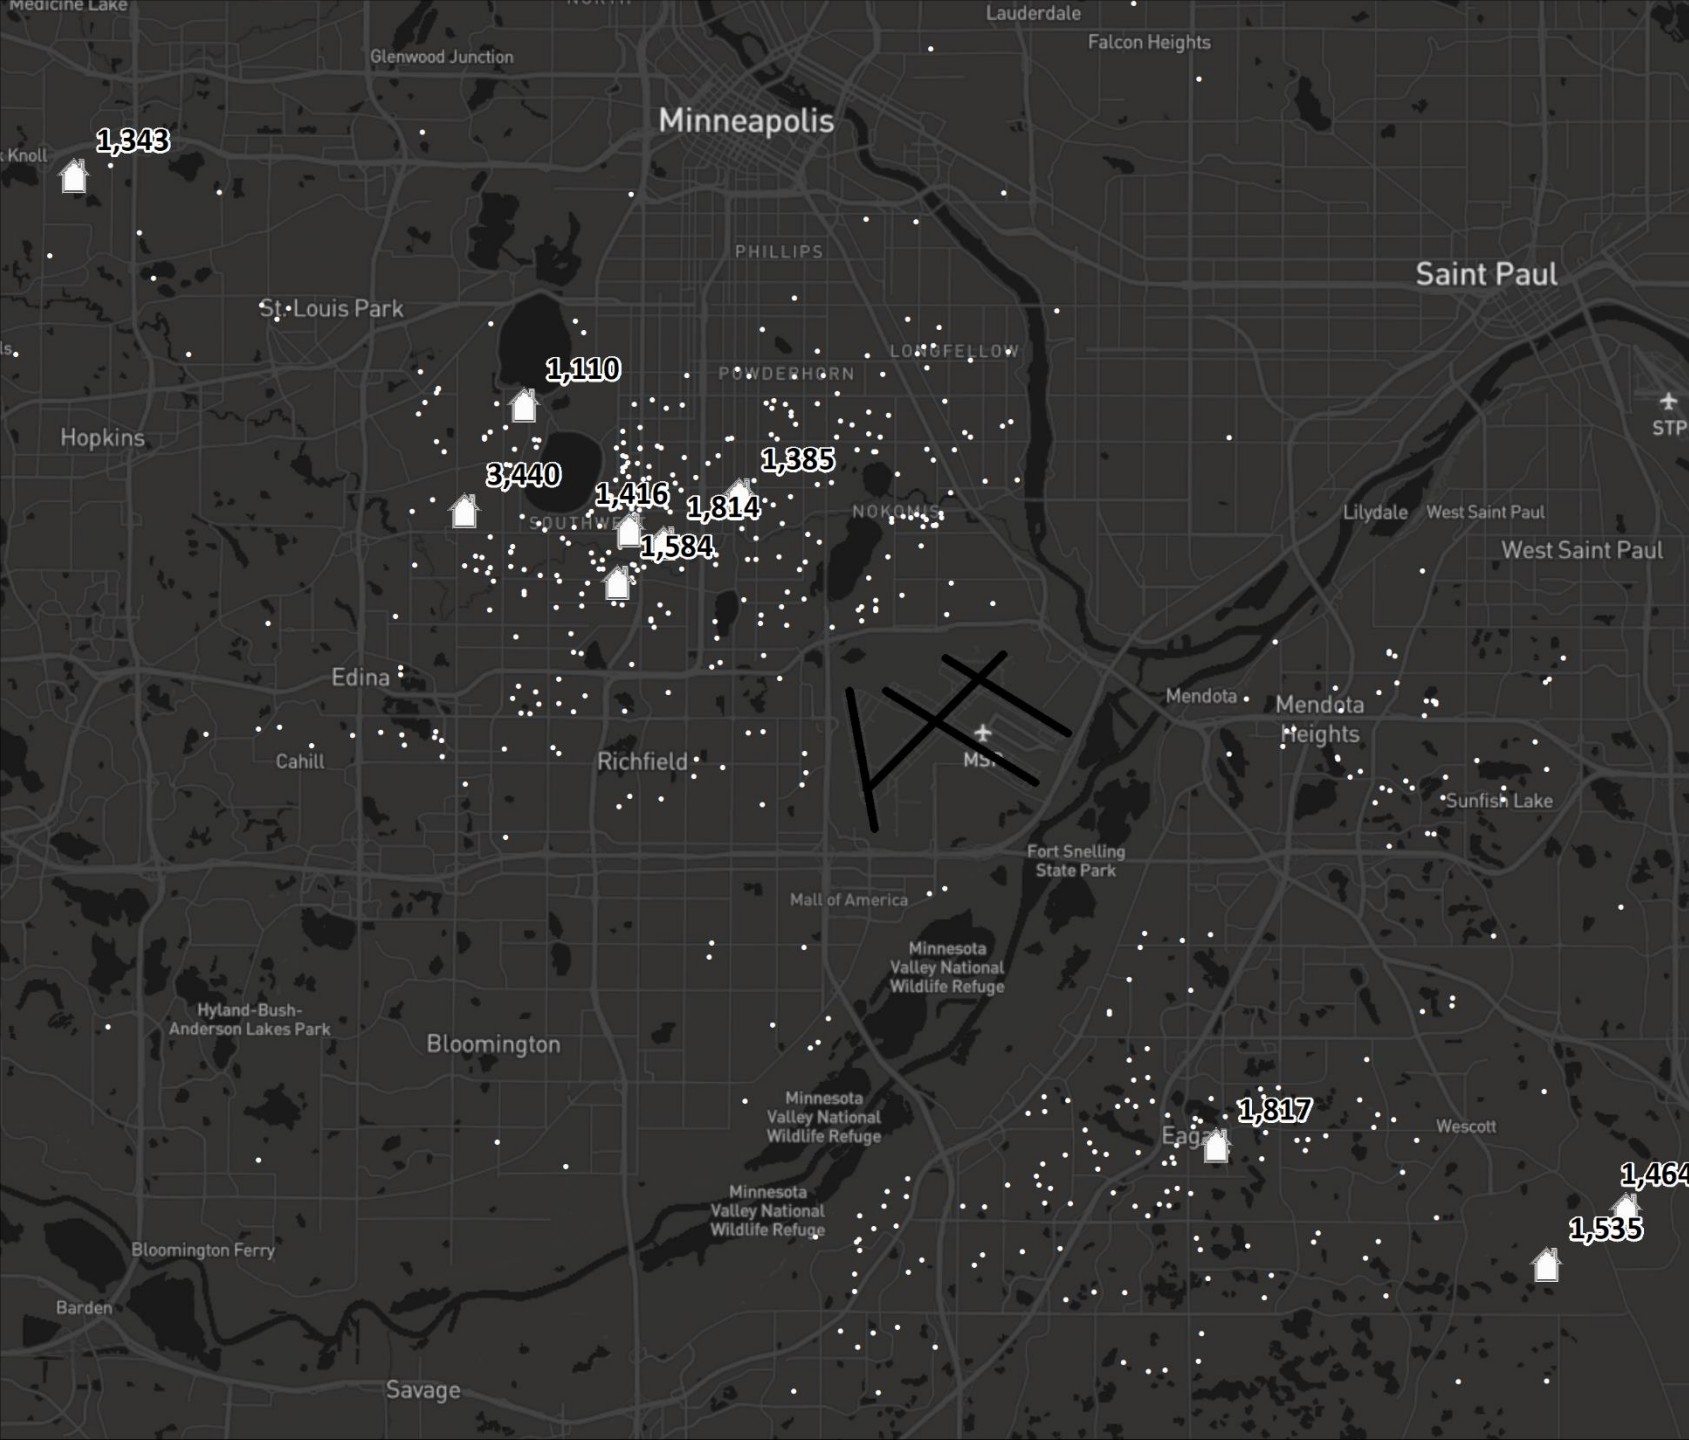 Medicine Lake
NORTH
Lauderdale
Glenwood Junction
Falcon Heights
Minneapolis
1,343
Knoll
PHILLIPS
Saint Paul
St. Louis Park
LONGFELLOW
POWDERHORN
1,110
STP
Hopkins
1,385
3,440
1,416
1,814
NOKOMIS
Lilydale
West Saint Paul
SOUTHWEST
1,584
West Saint Paul
Edina
Mendota
Mendota
Heights
Cahill
Richfield
MSP
Sunfish Lake
Fort Snelling
State Park
Mall of America
Minnesota
Valley National
Wildlife Refuge
Hyland-Bush-
Anderson Lakes Park
Bloomington
Minnesota
Valley National
Wildlife Refuge
1,817
Eagan
Wescott
1,464
Minnesota
Valley National
Wildlife Refuge
1,535
Bloomington Ferry
Barden
Savage